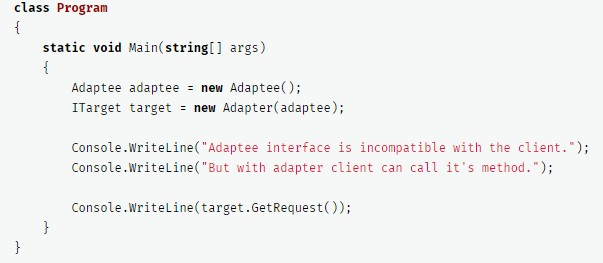 class Program
{
    static void Main(string[] args)
    {
        Adaptee adaptee = new Adaptee();
        ITarget target = new Adapter(adaptee);

        Console.WriteLine("Adaptee interface is incompatible with the client.");
        Console.WriteLine("But with adapter client can call it's method.");

        Console.WriteLine(target.GetRequest());
    }
}